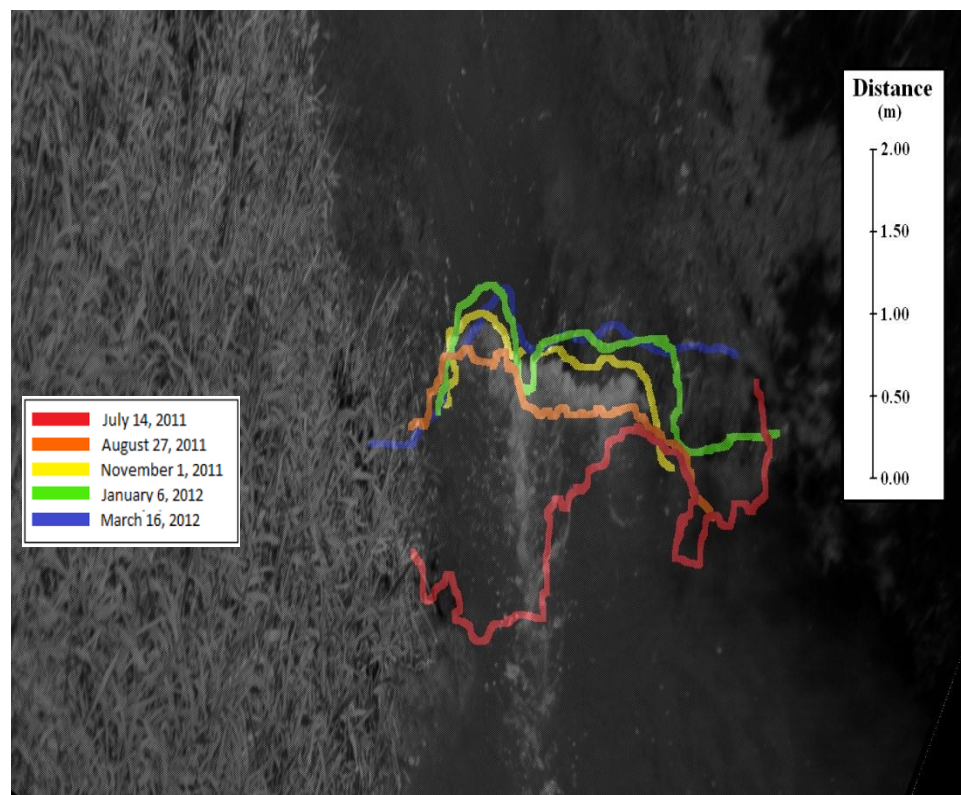 Distance
(m)
2.00
1.50
1.00
0.50
0.00
July 14, 2011
August 27, 2011
November 1, 2011
January 6, 2012
March 16, 2012